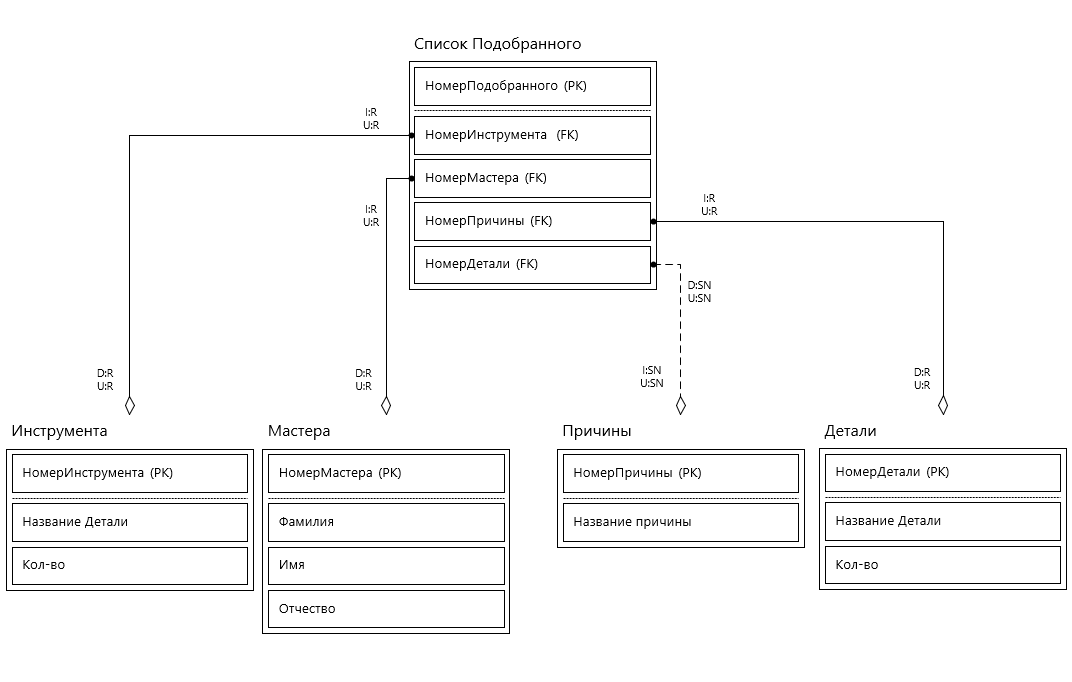 Список Подобранного
НомерПодобранного (PK)
I:R
U:R
НомерИнструмента (FK)
НомерМастера (FK)
I:R
U:R
I:R
U:R
НомерПричины (FK)
НомерДетали (FK)
D:SN
U:SN
D:R
U:R
D:R
U:R
I:SN
U:SN
D:R
U:R
Инструмента
НомерИнструмента (PK)
Название Детали
Кол-во
Мастера
НомерМастера (PK)
Фамилия
Имя
Отчество
Причины
НомерПричины (PK)
Название причины
Детали
НомерДетали (PK)
Название Детали
Кол-во